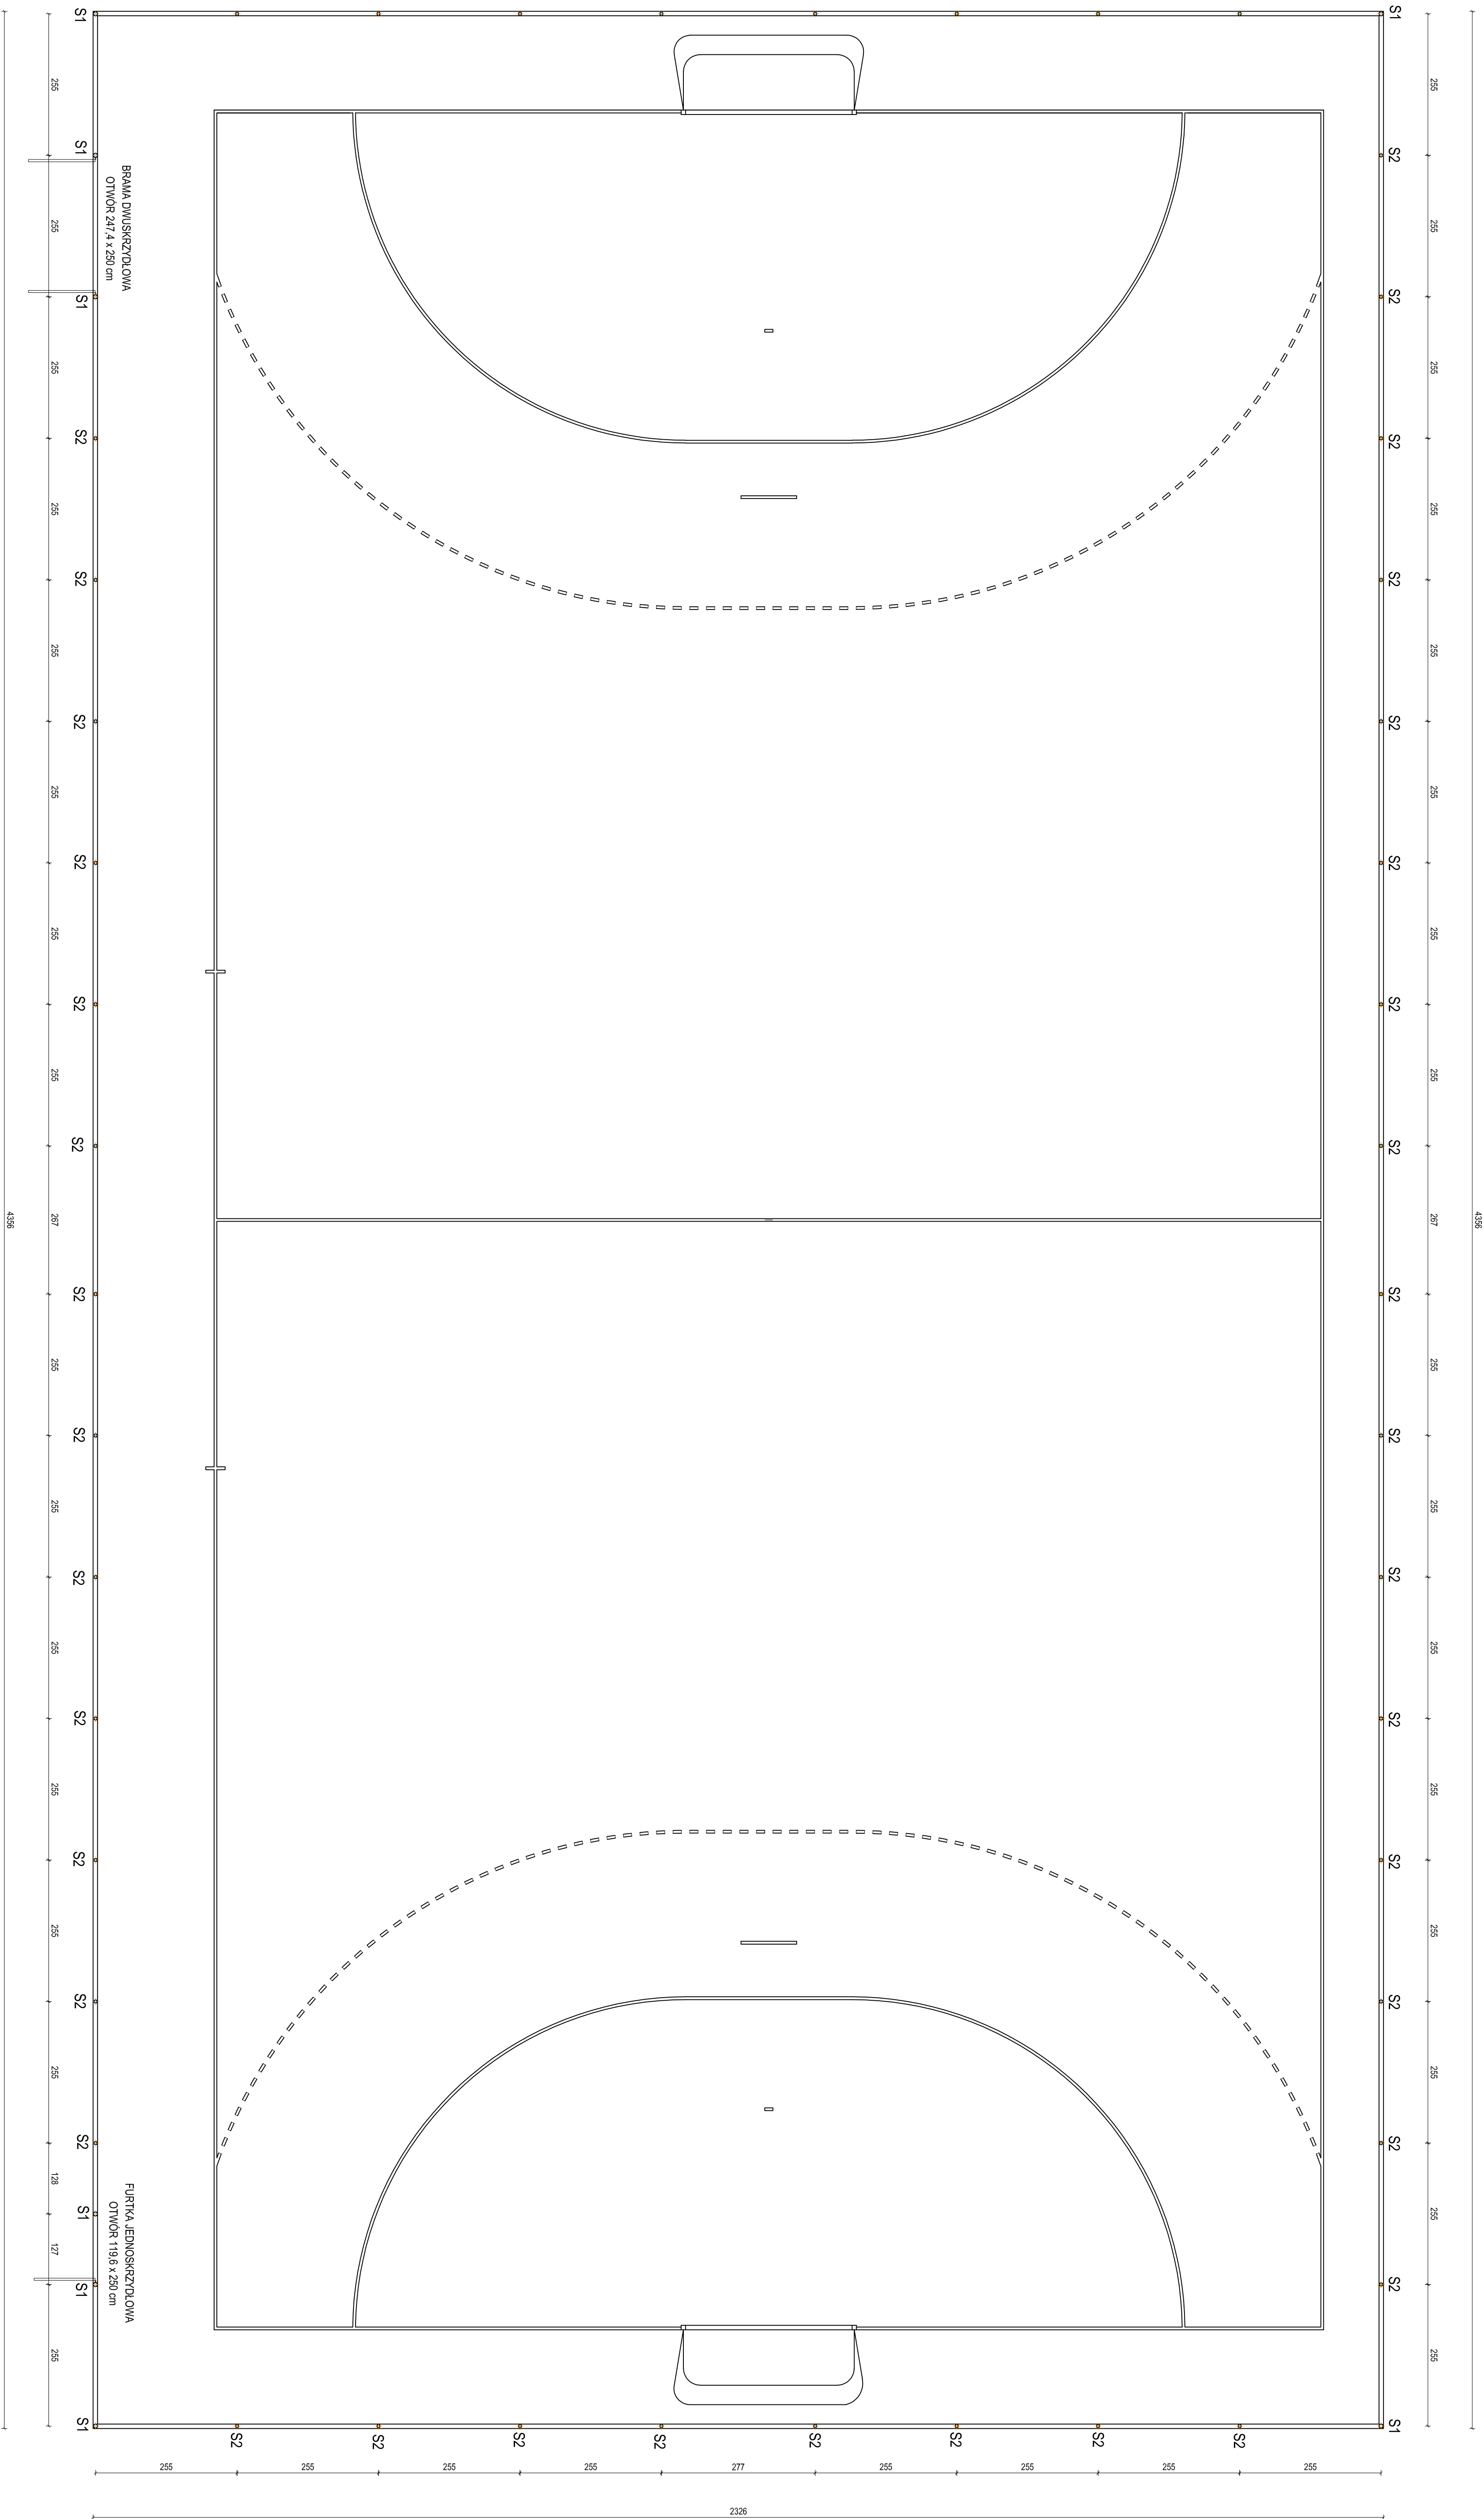 S1 S1
255 255
S1 S2
BRAMA DWUSKRZYDŁOWA
OTWÓR 247,4 x 250 cm
255 255
S1 S2
255 255
S2 S2
255 255
S2 S2
255 255
S2 S2
255 255
S2 S2
255 255
S2 S2
255 255
S2 S2
4356 267 267 4356
S2 S2
255 255
S2 S2
255 255
S2 S2
255 255
S2 S2
255 255
S2 S2
255 255
S2 S2
255 255
S2 S2
128
S1 255
FURTKA JEDNOSKRZYDŁOWA
OTWÓR 119,6 x 250 cm
127
S1 S2
255 255
S1 S1
S2 S2 S2 S2 S2 S2 S2 S2
255 255 255 255 277 255 255 255 255
2326